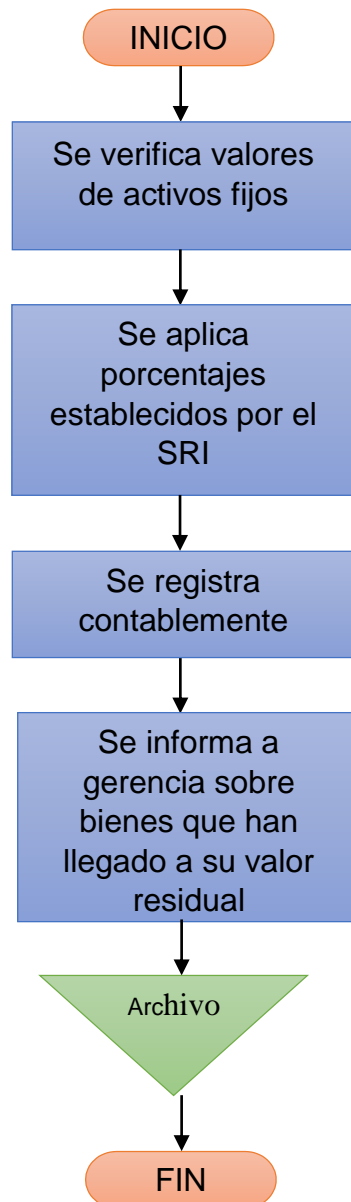 INICIO
Se verifica valores
de activos fijos
Se aplica
porcentajes
establecidos por el
SRI
Se registra
contablemente
Se informa a
gerencia sobre
bienes que han
llegado a su valor
residual
Archivo
FIN